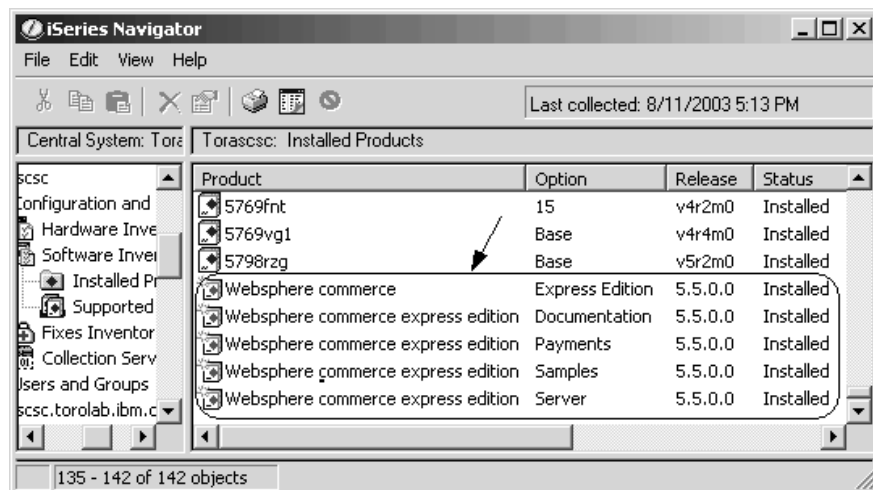 iSeries Navigator
File Edit View Help
Last collected: 8/11/2003 5:13 PM
Central System: Tora
Torascsc: Installed Products
scsc
Configuration and
Hardware Inve
Software Inver
Installed Pr
Supported
Fixes Inventor
Collection Serv
Users and Groups
scsc.torolab.ibm.c
Product Option Release Status
5769fnt 15 v4r2m0 Installed
5769vg1 Base v4r4m0 Installed
5798rzg Base v5r2m0 Installed
Websphere commerce Express Edition 5.5.0.0 Installed
Websphere commerce express edition Documentation 5.5.0.0 Installed
Websphere commerce express edition Payments 5.5.0.0 Installed
Websphere commerce express edition Samples 5.5.0.0 Installed
Websphere commerce express edition Server 5.5.0.0 Installed
135 - 142 of 142 objects